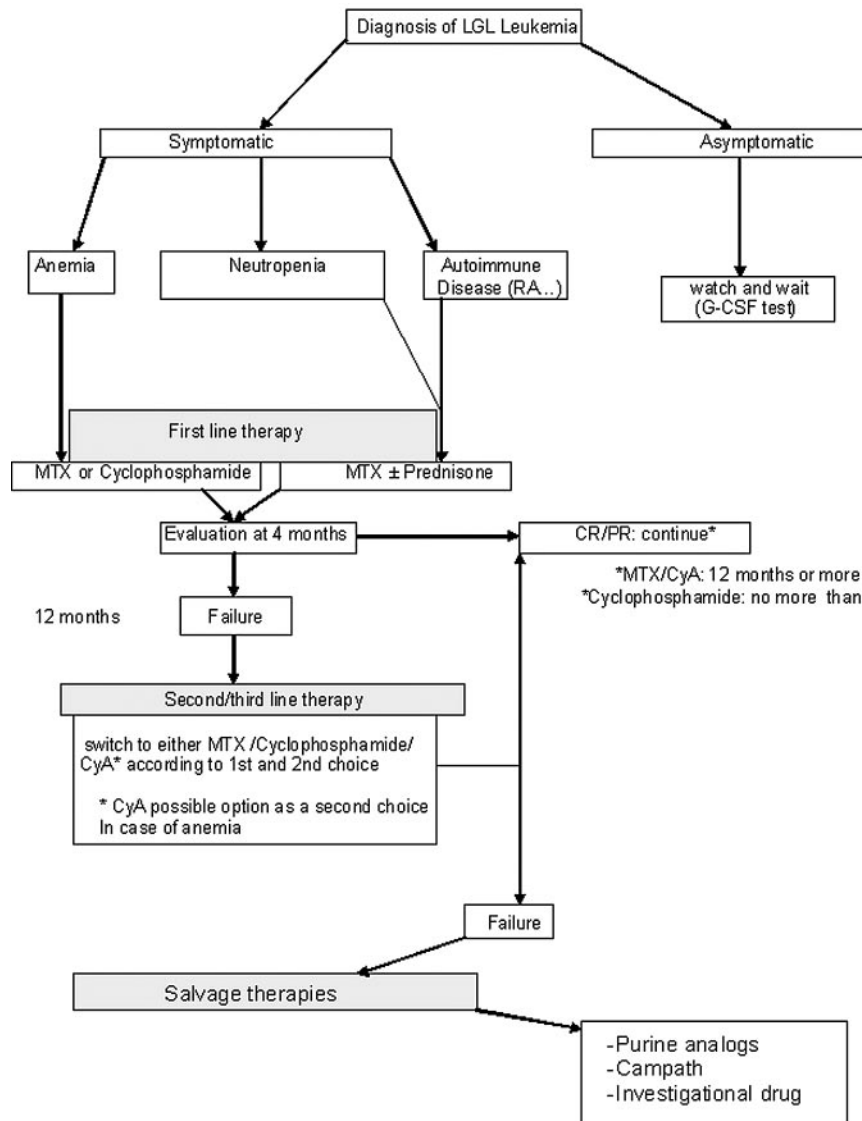 Diagnosis of LGL Leukemia
Symptomatic
Asymptomatic
Anemia
Neutropenia
Autoimmune
Disease (RA...)
watch and wait
(G-CSF test)
First line therapy
MTX or Cyclophosphamide
MTX ± Prednisone
Evaluation at 4 months
CR/PR: continue*
*MTX/CyA: 12 months or more
*Cyclophosphamide: no more than
12 months
Failure
Second/third line therapy
switch to either MTX /Cyclophosphamide/
CyA* according to 1st and 2nd choice
* CyA possible option as a second choice
In case of anemia
Failure
Salvage therapies
-Purine analogs
-Campath
-Investigational drug